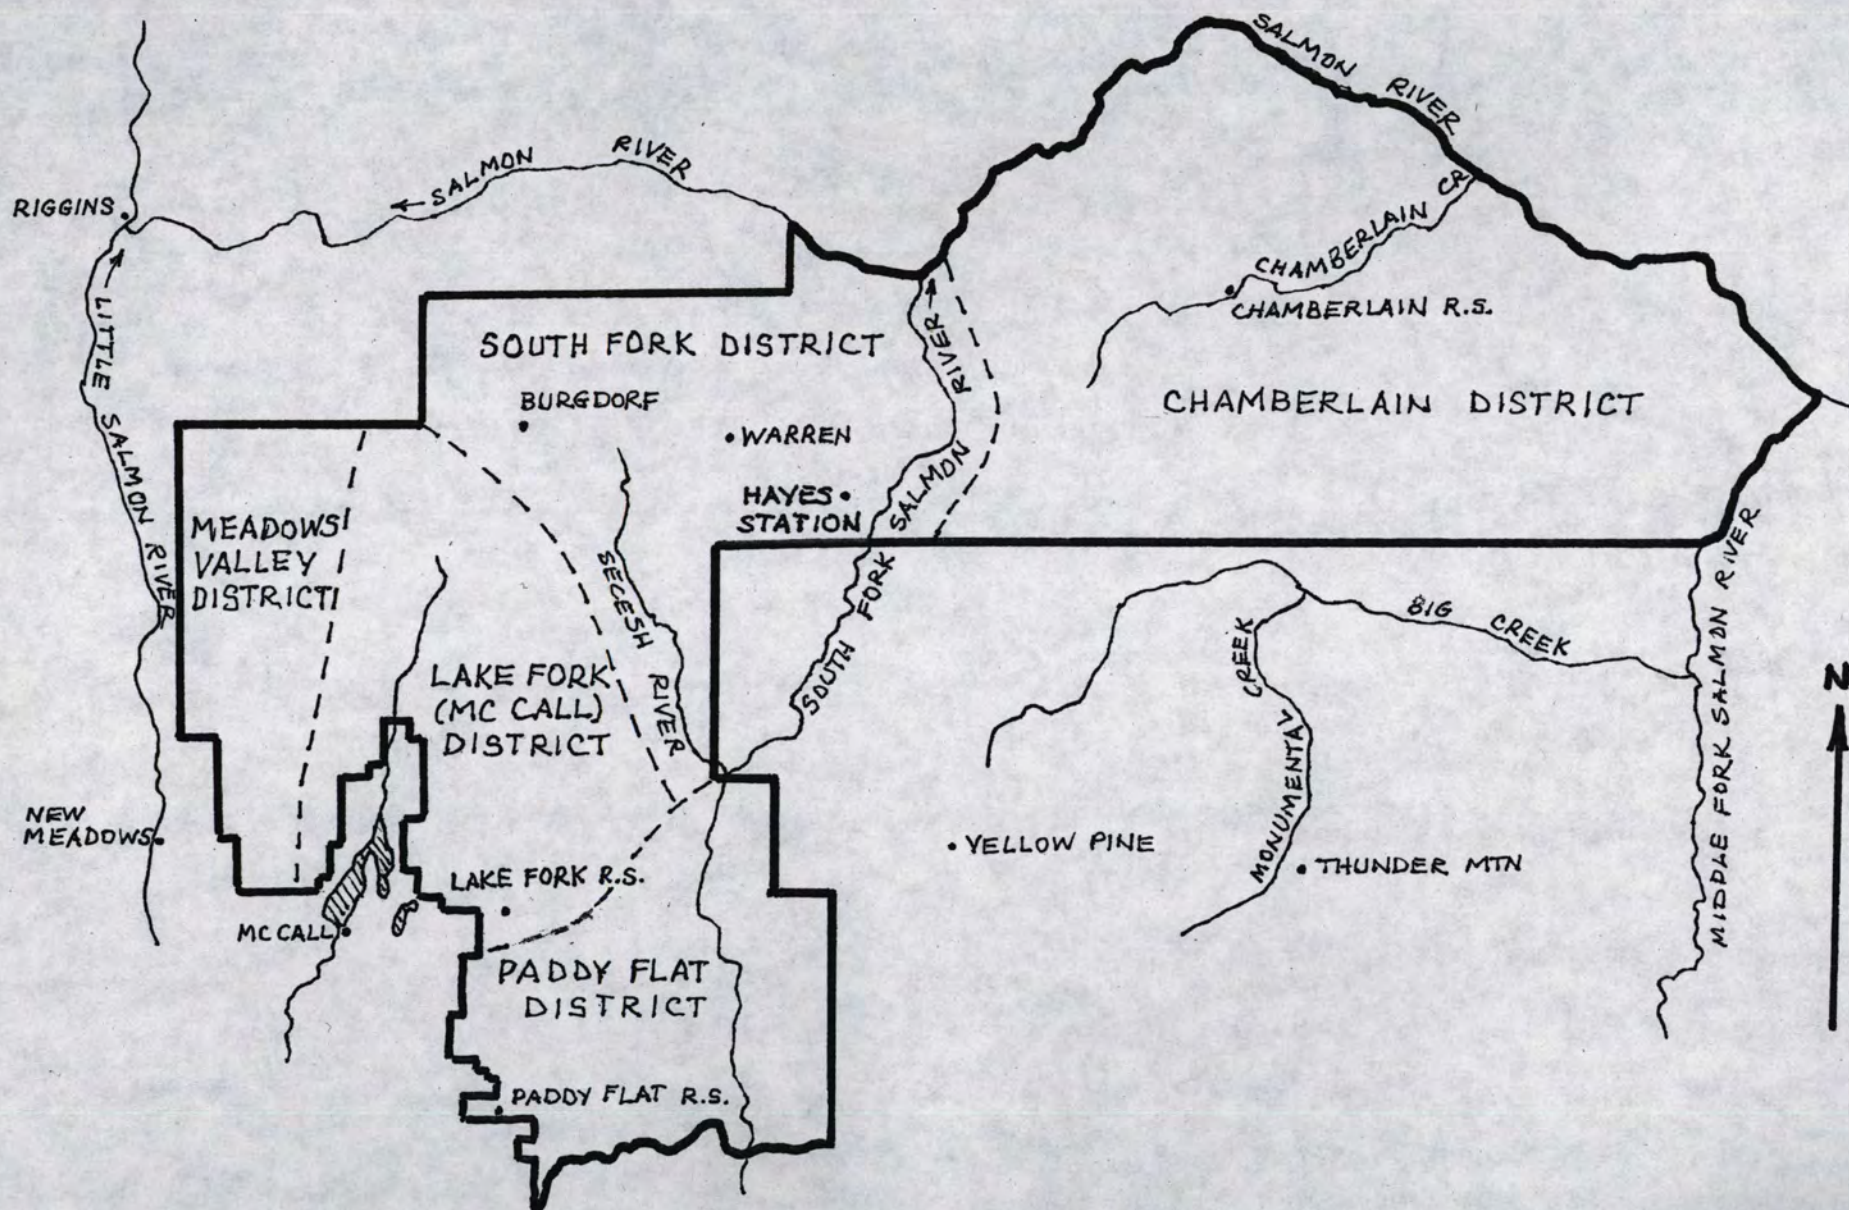 SALMON RIVER
← SALMON RIVER
RIGGINS
← LITTLE SALMON RIVER
CHAMBERLAIN CR
CHAMBERLAIN R.S.
SOUTH FORK DISTRICT
CHAMBERLAIN DISTRICT
BURGDORF
WARREN
HAYES
STATION
SOUTH FORK SALMON RIVER →
MEADOWS
VALLEY
DISTRICT
SECESH RIVER
LAKE FORK
(MC CALL)
DISTRICT
BIG CREEK
MONUMENTAL CREEK
MIDDLE FORK SALMON RIVER
N
NEW
MEADOWS
YELLOW PINE
THUNDER MTN
LAKE FORK R.S.
MC CALL
PADDY FLAT
DISTRICT
PADDY FLAT R.S.